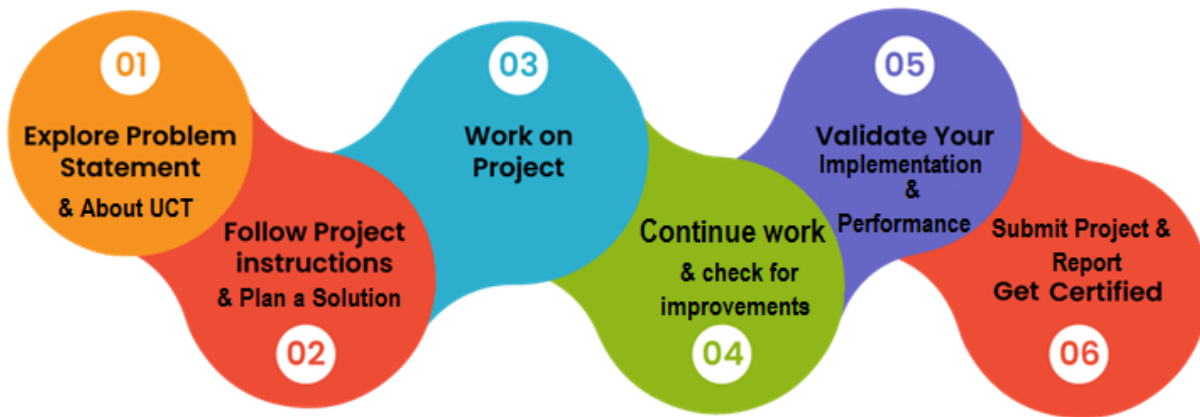 01
Explore Problem
Statement
& About UCT
Follow Project
instructions
& Plan a Solution
02
03
Work on
Project
Continue work
& check for
improvements
04
05
Validate Your
Implementation
&
Performance
Submit Project &
Report
Get Certified
06